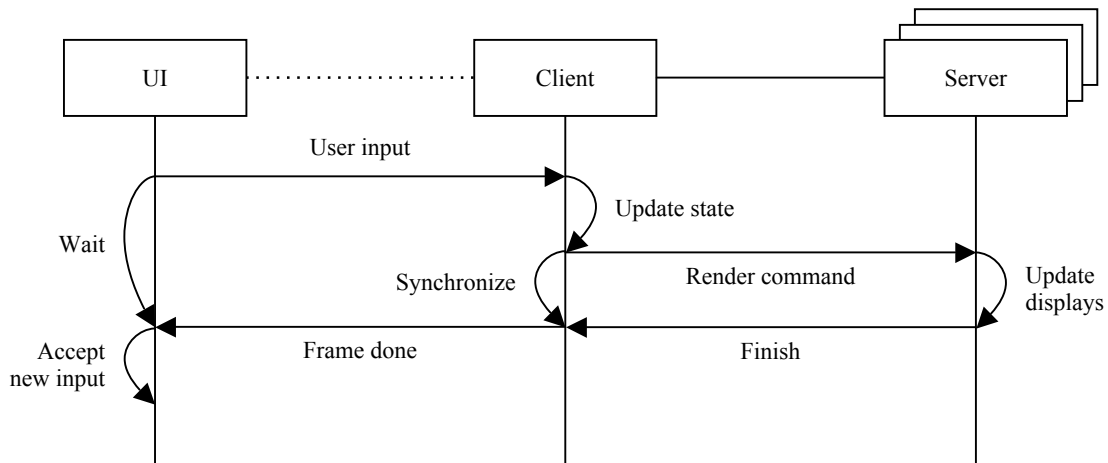 UI
Client
Server
User input
Update state
Wait
Synchronize
Render command
Update
displays
Accept
new input
Frame done
Finish